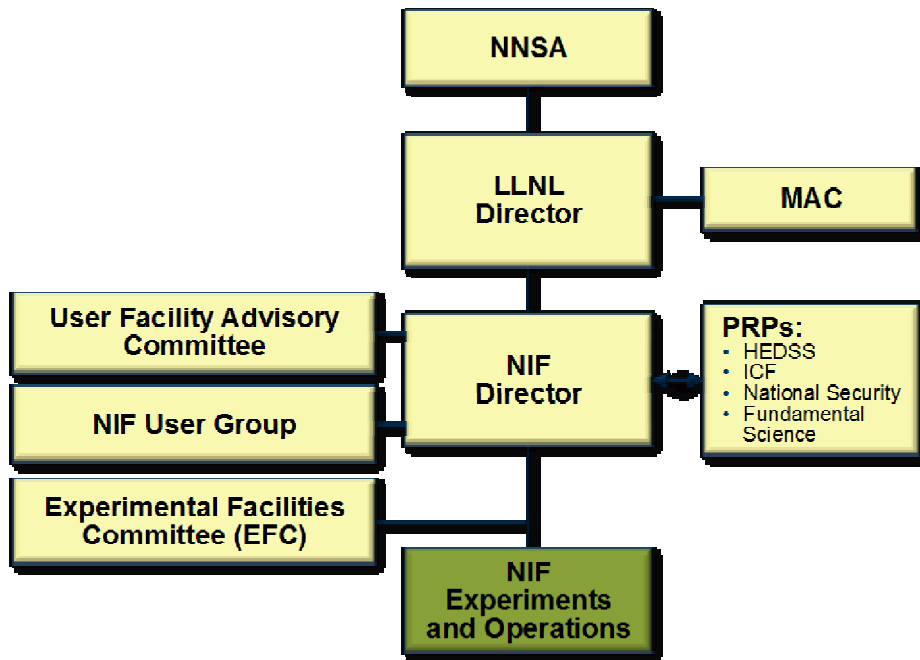 NNSA
LLNL
Director
MAC
User Facility Advisory
Committee
NIF User Group
Experimental Facilities
Committee (EFC)
NIF
Director
PRPs:
• HEDSS
• ICF
• National Security
• Fundamental
Science
NIF
Experiments
and Operations